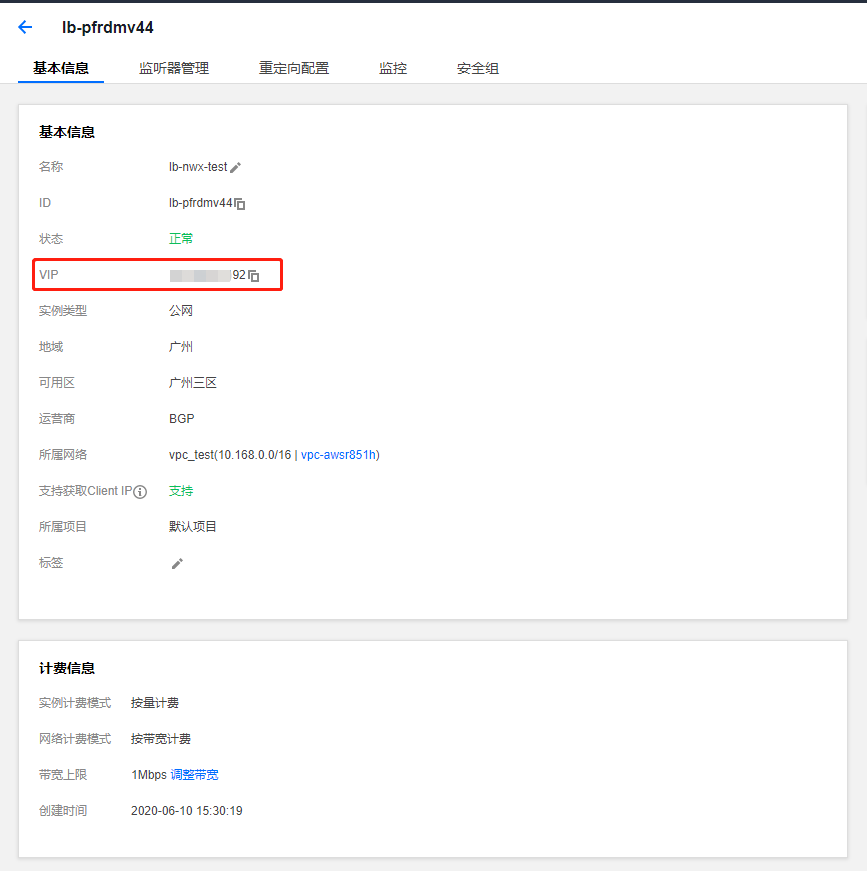 lb-pfrdmv44
基本信息 监听器管理 重定向配置 监控 安全组
基本信息
名称 lb-nwx-test
ID lb-pfrdmv44
状态 正常
VIP 92
实例类型 公网
地域 广州
可用区 广州三区
运营商 BGP
所属网络 vpc_test(10.168.0.0/16 | vpc-awsr851h)
支持获取Client IP 支持
所属项目 默认项目
标签
计费信息
实例计费模式 按量计费
网络计费模式 按带宽计费
带宽上限 1Mbps 调整带宽
创建时间 2020-06-10 15:30:19